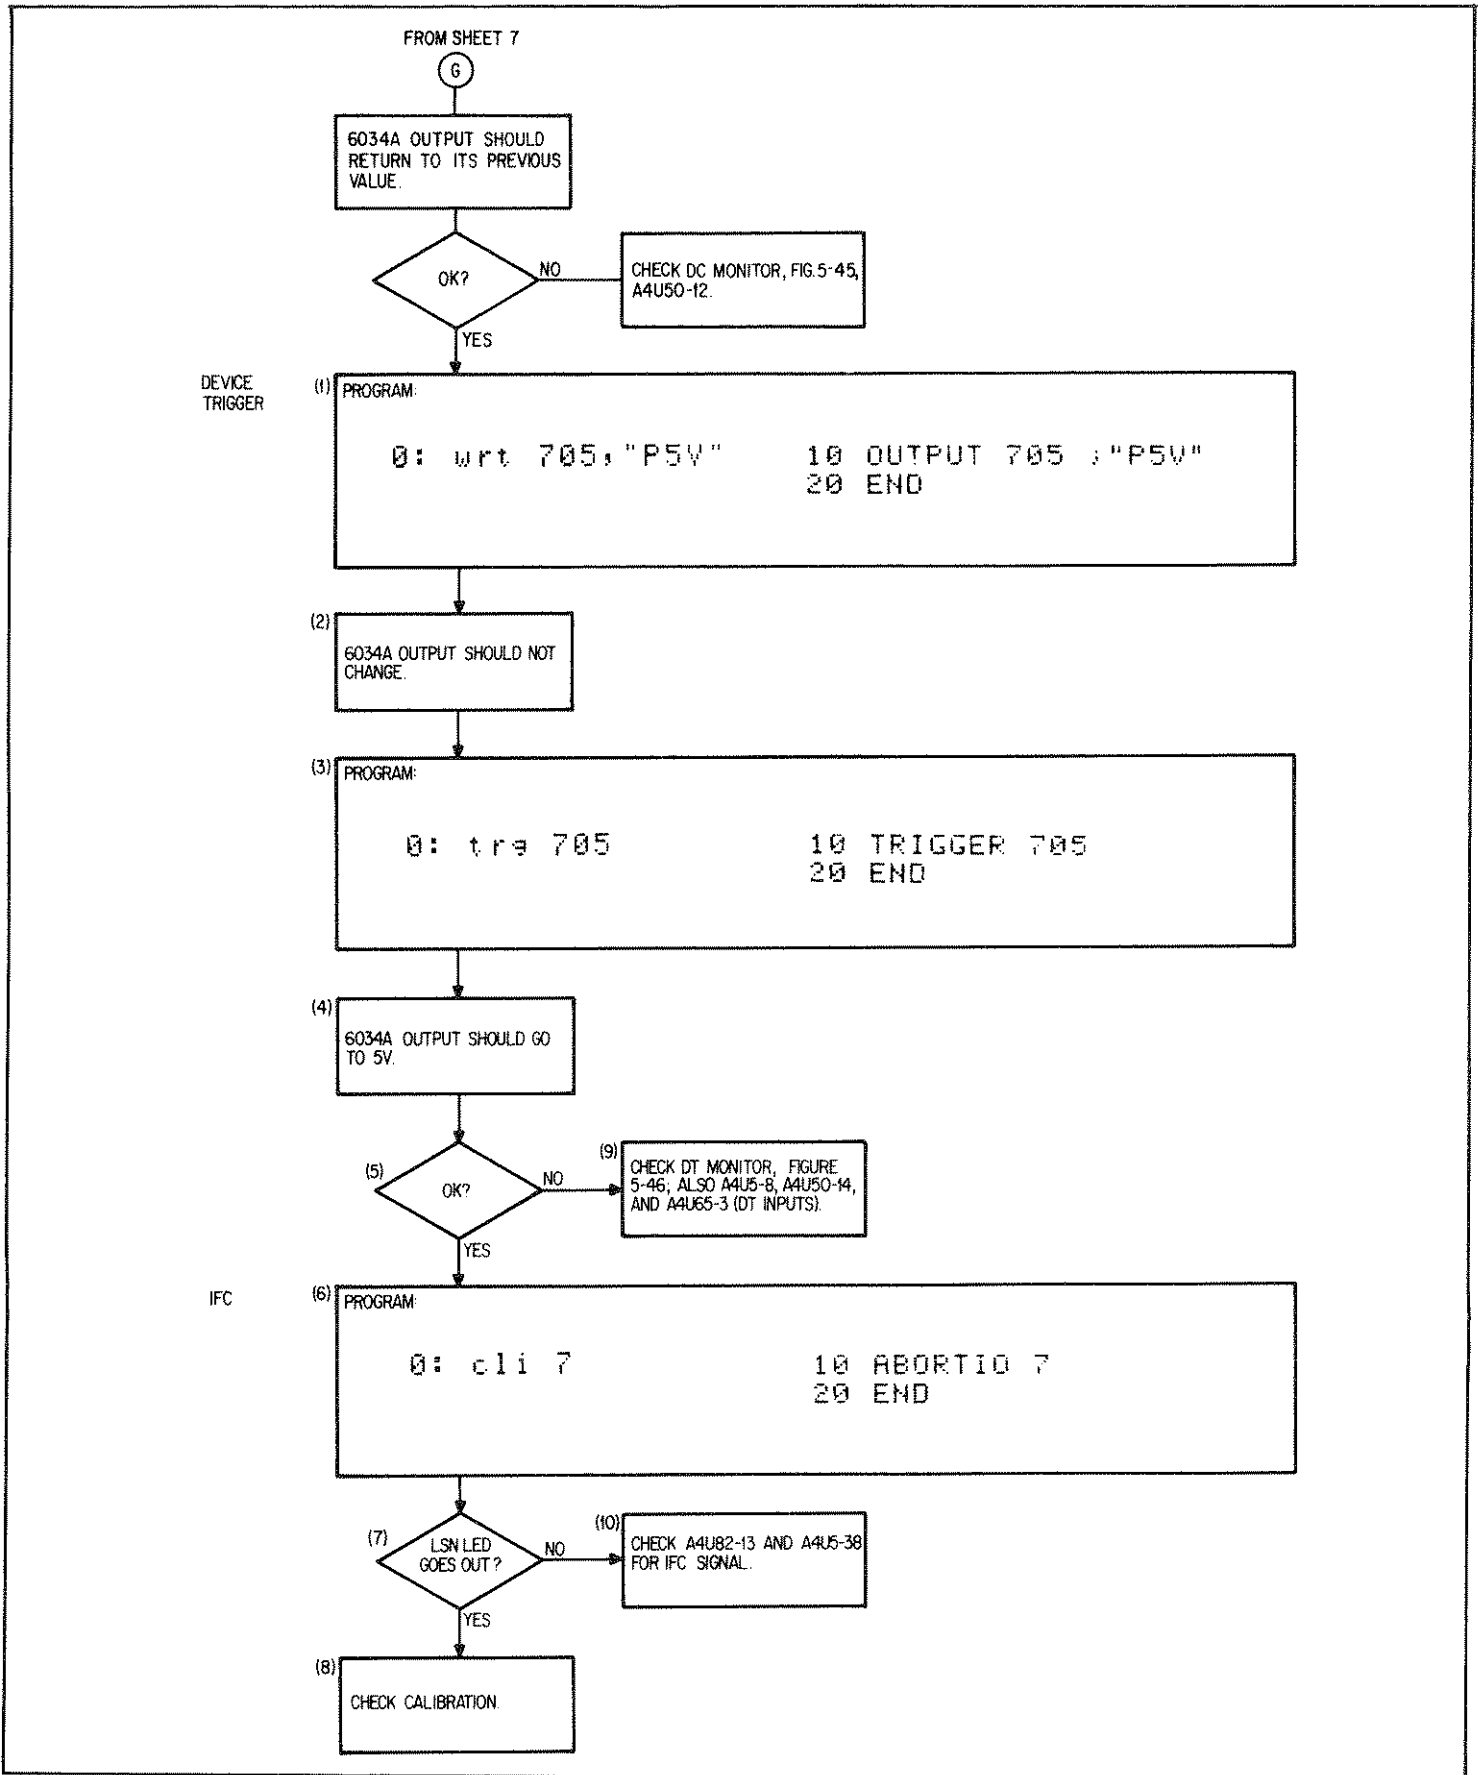 FROM SHEET 7
G
6034A OUTPUT SHOULD
RETURN TO ITS PREVIOUS
VALUE.
OK?
NO
CHECK DC MONITOR, FIG.5-45,
A4U50-12.
YES
DEVICE
TRIGGER
(1) PROGRAM:
0: wrt 705,"P5V"
10 OUTPUT 705 ;"P5V"
20 END
(2)
6034A OUTPUT SHOULD NOT
CHANGE.
(3) PROGRAM:
0: trg 705
10 TRIGGER 705
20 END
(4)
6034A OUTPUT SHOULD GO
TO 5V.
(5)
OK?
NO
(9)
CHECK DT MONITOR, FIGURE
5-46; ALSO A4U5-8, A4U50-14,
AND A4U65-3 (DT INPUTS).
YES
IFC
(6) PROGRAM:
0: cli 7
10 ABORTIO 7
20 END
(7)
LSN LED
GOES OUT?
NO
(10)
CHECK A4U82-13 AND A4U5-38
FOR IFC SIGNAL.
YES
(8)
CHECK CALIBRATION.